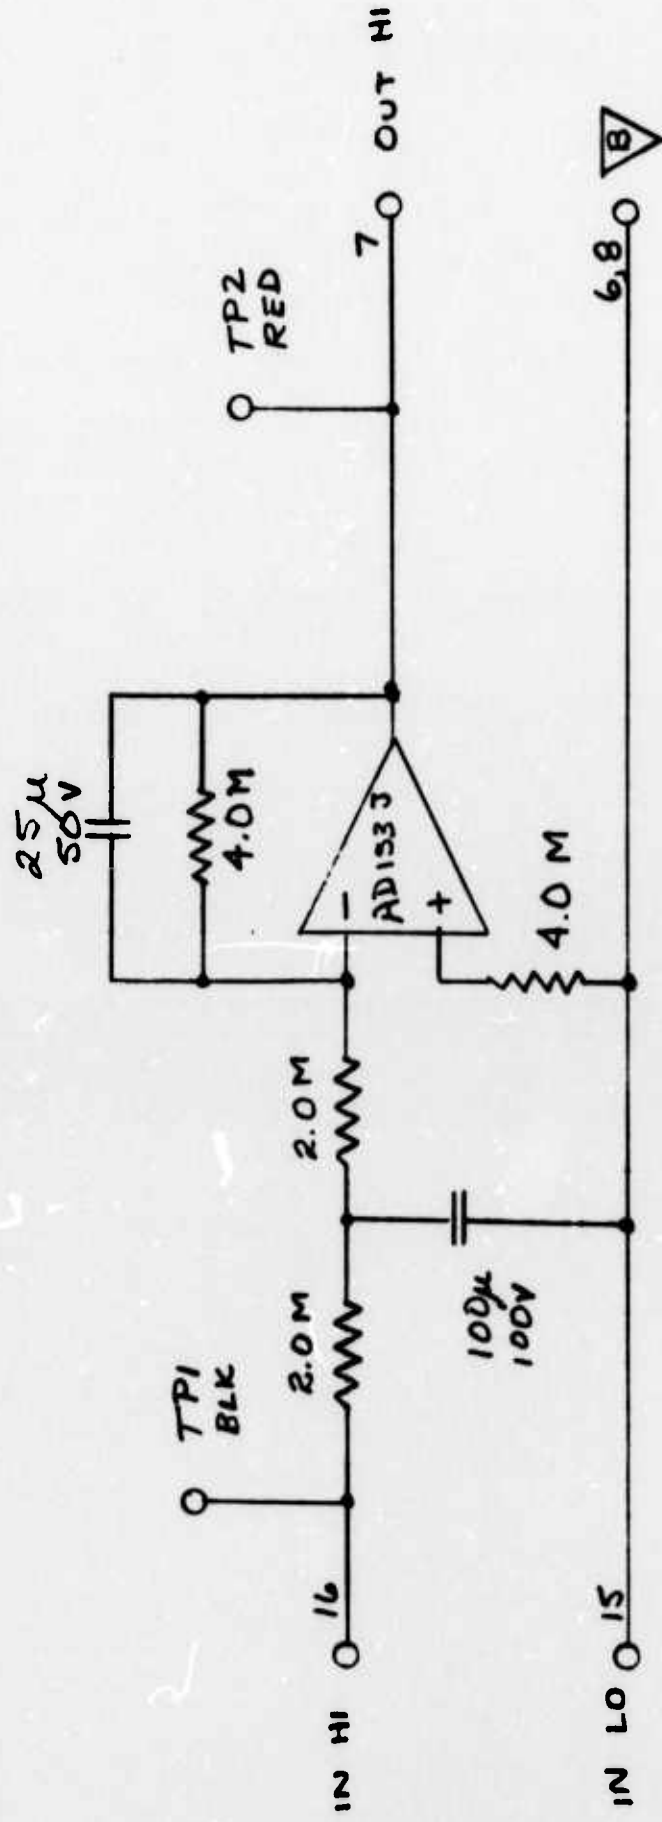 25μ
50V
4.0M
TP2
RED
7
OUT HI
AD153J
-
+
2.0M
2.0M
TP1
BLK
16
IN HI
100μ
100V
4.0 M
IN LO
15
6,8
B